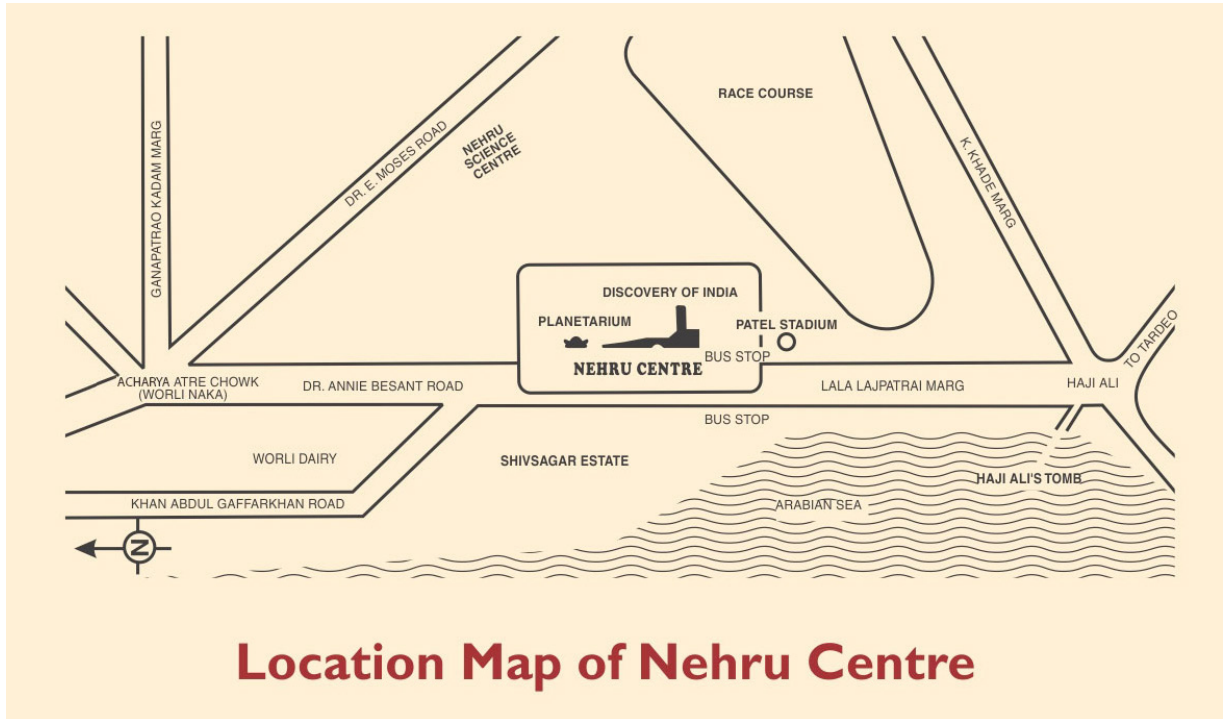 RACE COURSE
GANAPATRAO KADAM MARG
DR. E. MOSES ROAD
NEHRU
SCIENCE
CENTRE
K. KHADE MARG
DISCOVERY OF INDIA
PLANETARIUM
PATEL STADIUM
BUS STOP
NEHRU CENTRE
TO TARDEO
ACHARYA ATRE CHOWK
(WORLI NAKA)
DR. ANNIE BESANT ROAD
LALA LAJPATRAI MARG
HAJI ALI
BUS STOP
WORLI DAIRY
SHIVSAGAR ESTATE
HAJI ALI'S TOMB
KHAN ABDUL GAFFARKHAN ROAD
ARABIAN SEA
N
Location Map of Nehru Centre